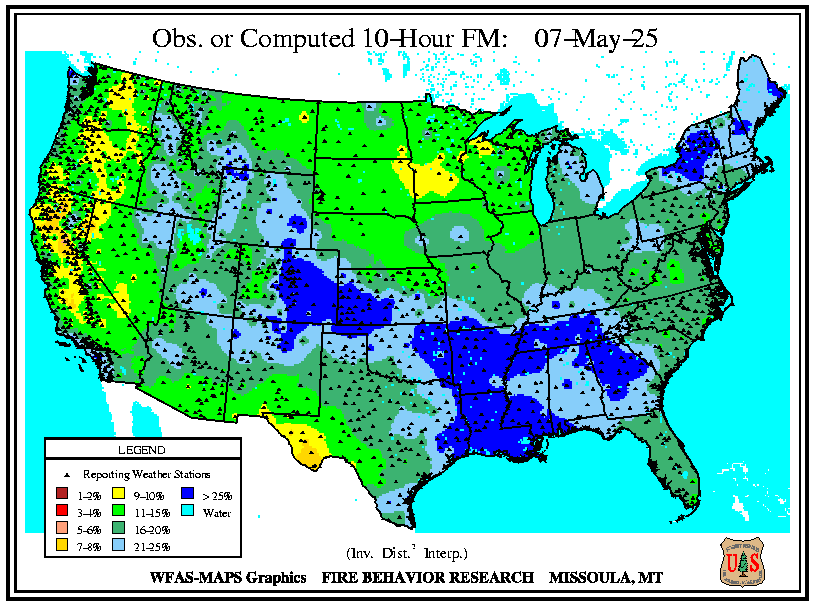 Obs. or Computed 10-Hour FM: 07-May-25
LEGEND
Reporting Weather Stations
1-2% 9-10% > 25%
3-4% 11-15% Water
5-6% 16-20%
7-8% 21-25%
(Inv. Dist.² Interp.)
WFAS-MAPS Graphics FIRE BEHAVIOR RESEARCH MISSOULA, MT
U S